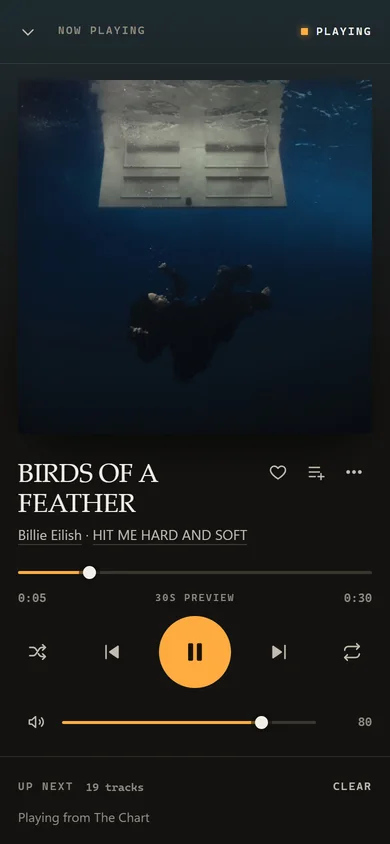 NOW PLAYING
PLAYING
BIRDS OF A
FEATHER
Billie Eilish · HIT ME HARD AND SOFT
0:05 30S PREVIEW 0:30
80
UP NEXT 19 tracks CLEAR
Playing from The Chart